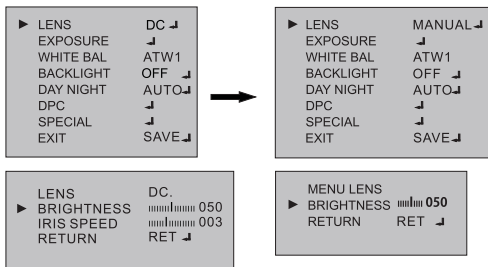 ► LENS DC ↲
EXPOSURE ↲
WHITE BAL ATW1
BACKLIGHT OFF ↲
DAY NIGHT AUTO↲
DPC ↲
SPECIAL ↲
EXIT SAVE↲
► LENS MANUAL↲
EXPOSURE ↲
WHITE BAL ATW1
BACKLIGHT OFF ↲
DAY NIGHT AUTO↲
DPC ↲
SPECIAL ↲
EXIT SAVE↲
LENS DC.
► BRIGHTNESS 050
IRIS SPEED 003
RETURN RET ↲
MENU LENS
► BRIGHTNESS 050
RETURN RET ↲